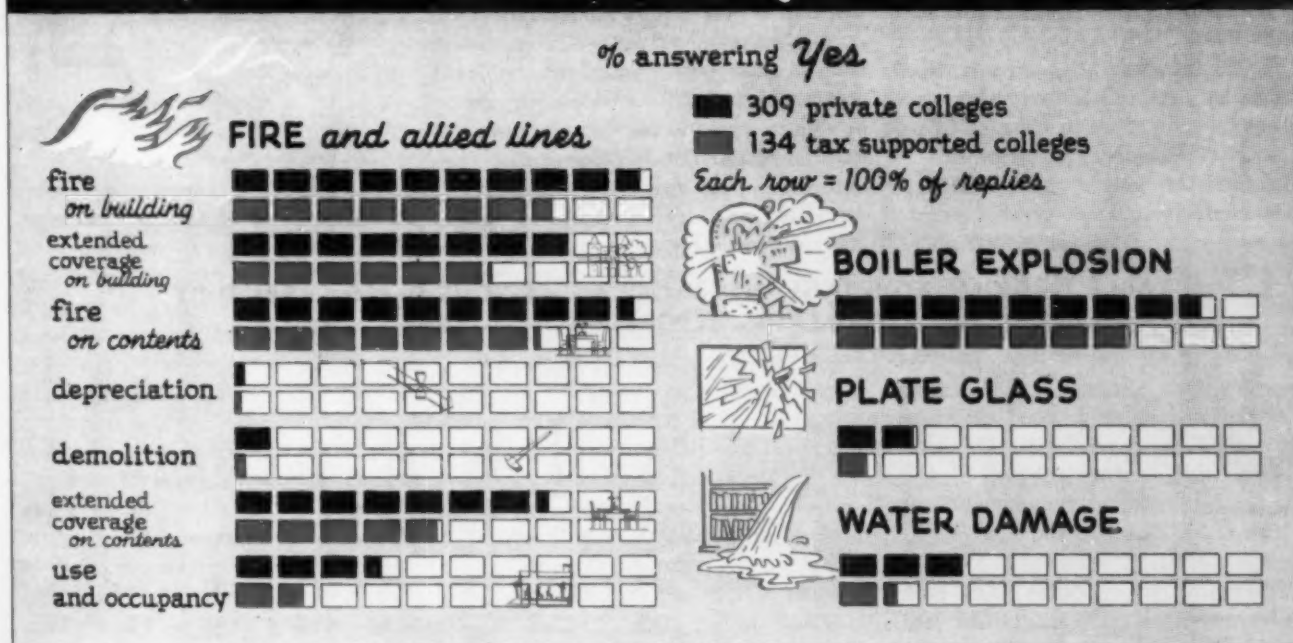 % answering Yes
309 private colleges
134 tax supported colleges
Each row = 100% of replies
FIRE and allied lines
fire
on building
extended
coverage
on building
fire
on contents
depreciation
demolition
extended
coverage
on contents
use
and occupancy
BOILER EXPLOSION
PLATE GLASS
WATER DAMAGE